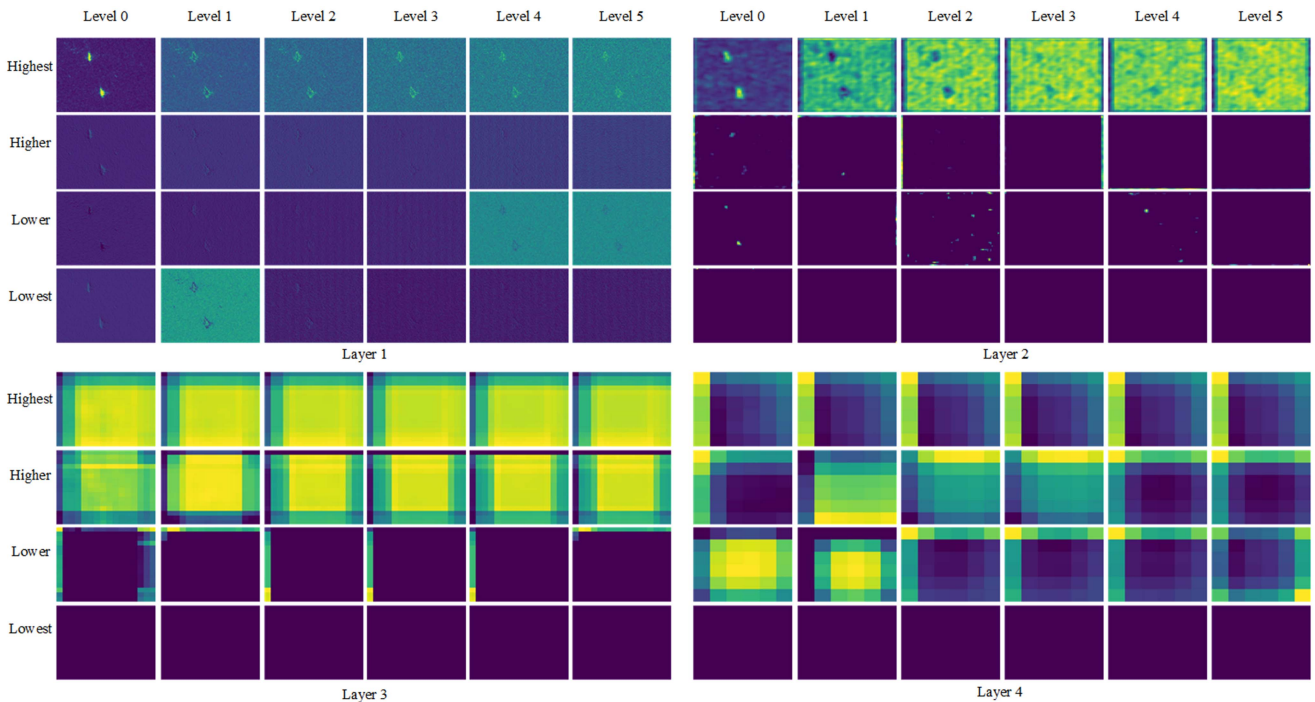 Level 0 Level 1 Level 2 Level 3 Level 4 Level 5
Highest
Higher
Lower
Lowest
Layer 1
Level 0 Level 1 Level 2 Level 3 Level 4 Level 5
Layer 2
Highest
Higher
Lower
Lowest
Layer 3
Layer 4